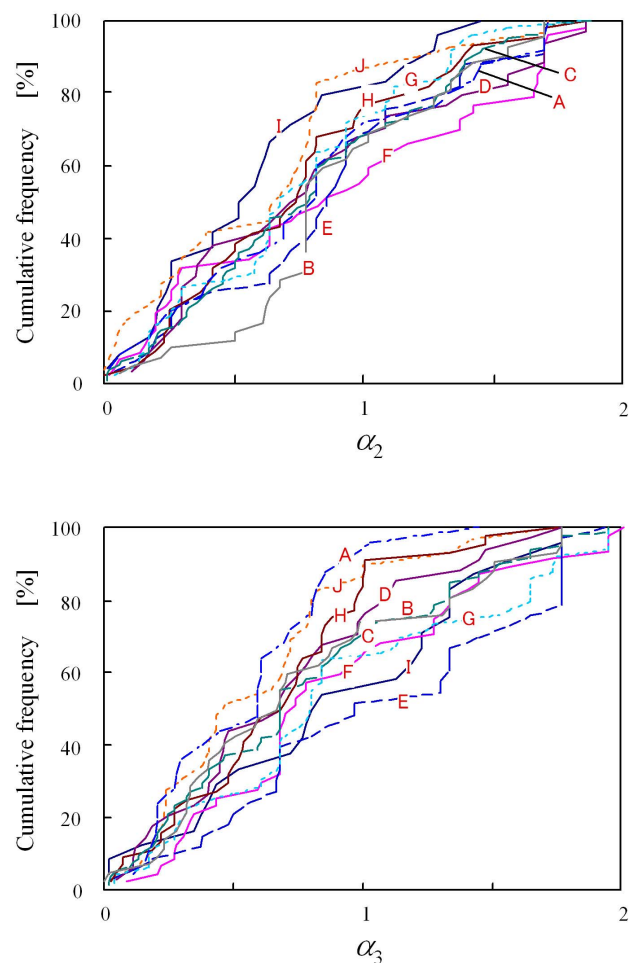 100
80
60
40
20
0
Cumulative frequency [%]
J
G
C
H
D
A
I
F
E
B
0 1 2
α2
100
80
60
40
20
0
Cumulative frequency [%]
A
J
D
H
B
G
C
F
I
E
0 1 2
α3